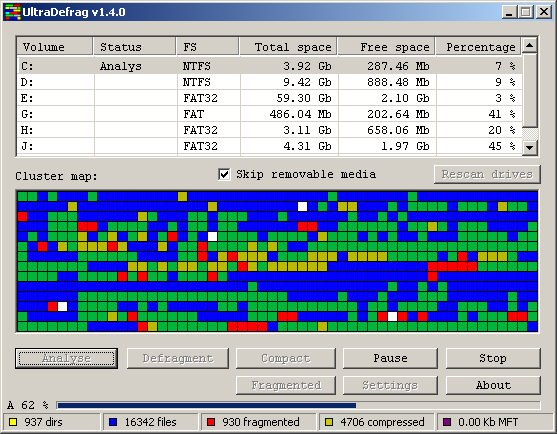 UltraDefrag v1.4.0
Volume Status FS Total space Free space Percentage
C: Analys NTFS 3.92 Gb 287.46 Mb 7 %
D: NTFS 9.42 Gb 888.48 Mb 9 %
E: FAT32 59.30 Gb 2.10 Gb 3 %
G: FAT 486.04 Mb 202.64 Mb 41 %
H: FAT32 3.11 Gb 658.06 Mb 20 %
J: FAT32 4.31 Gb 1.97 Gb 45 %
Cluster map: Skip removable media Rescan drives
Analyse Defragment Compact Pause Stop
Fragmented Settings About
A 62 %
937 dirs 16342 files 930 fragmented 4706 compressed 0.00 Kb MFT